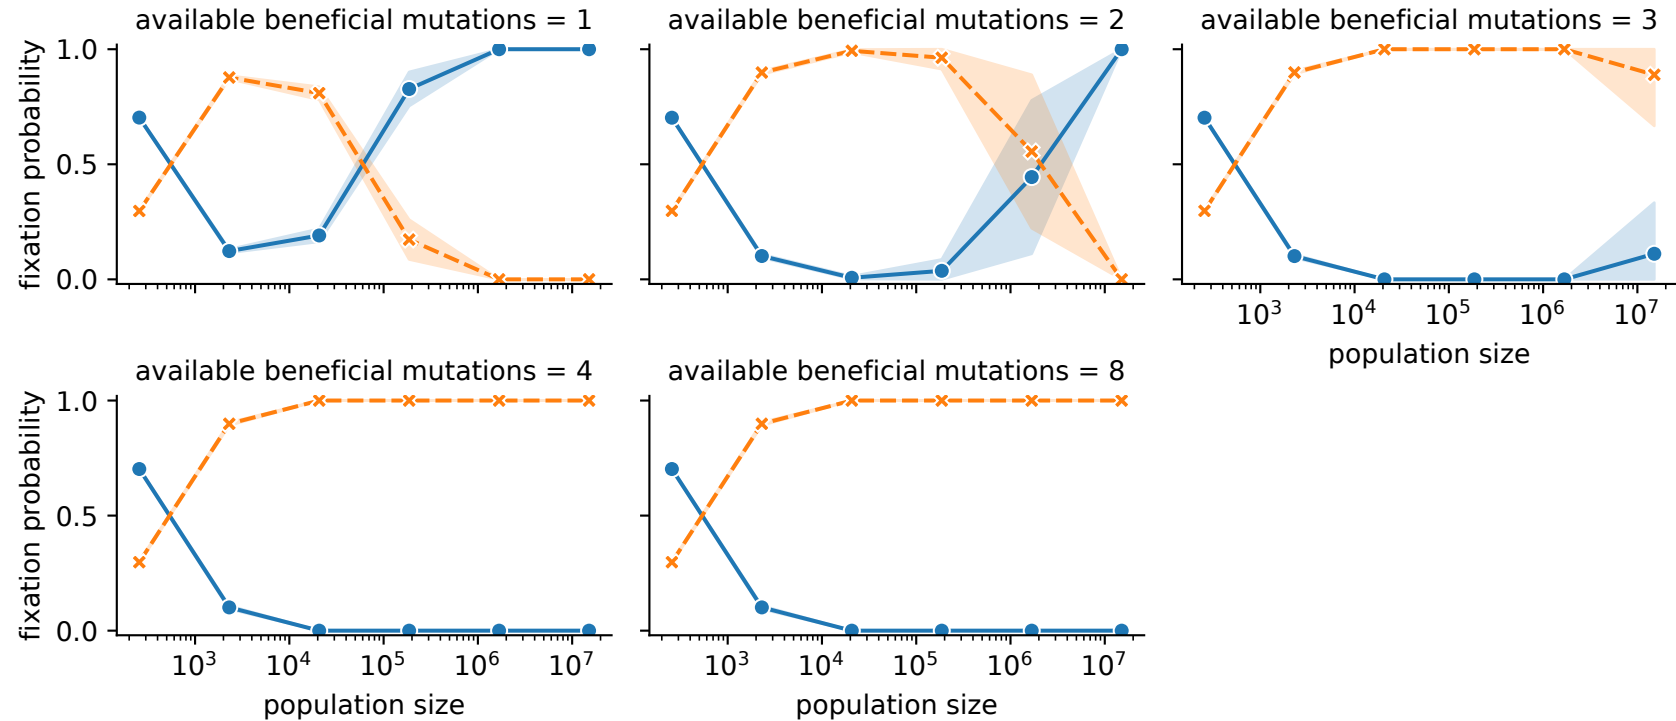 available beneficial mutations = 1
available beneficial mutations = 2
available beneficial mutations = 3
fixation probability
1.0
0.5
0.0
10³ 10⁴ 10⁵ 10⁶ 10⁷
population size
available beneficial mutations = 4
available beneficial mutations = 8
fixation probability
1.0
0.5
0.0
10³ 10⁴ 10⁵ 10⁶ 10⁷
10³ 10⁴ 10⁵ 10⁶ 10⁷
population size
population size